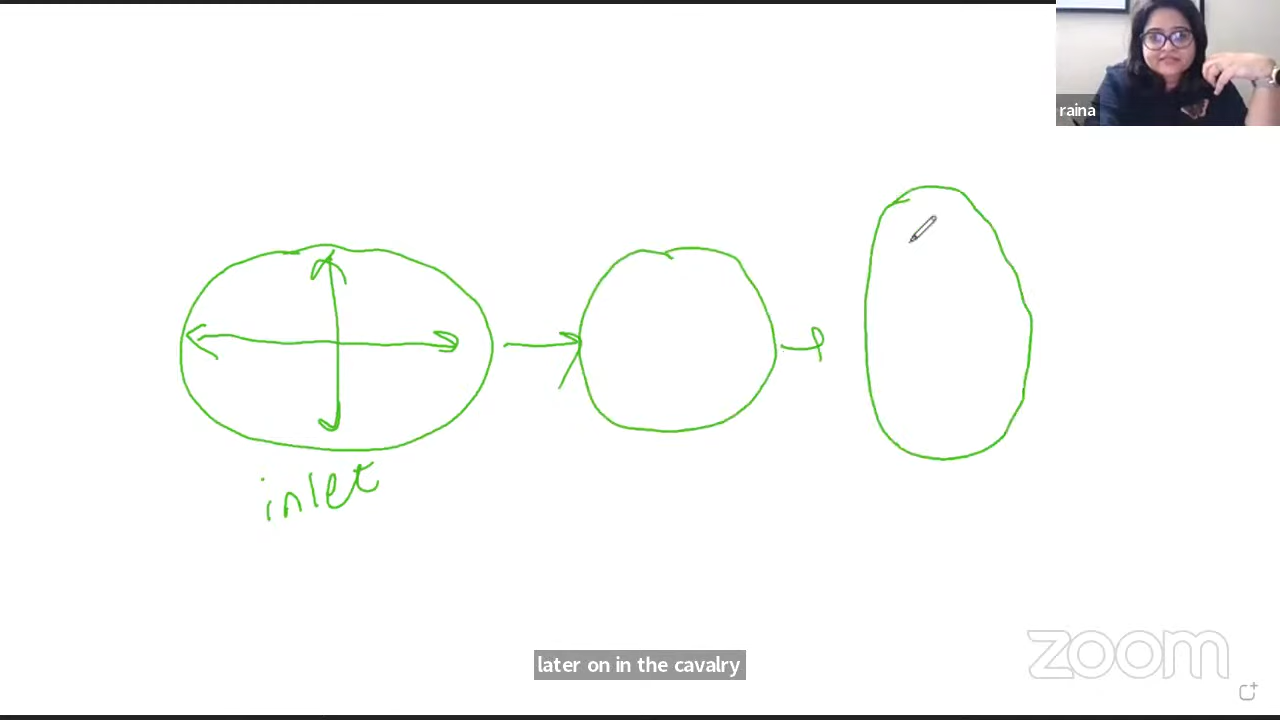 raina
inlet
later on in the cavalry
zoom